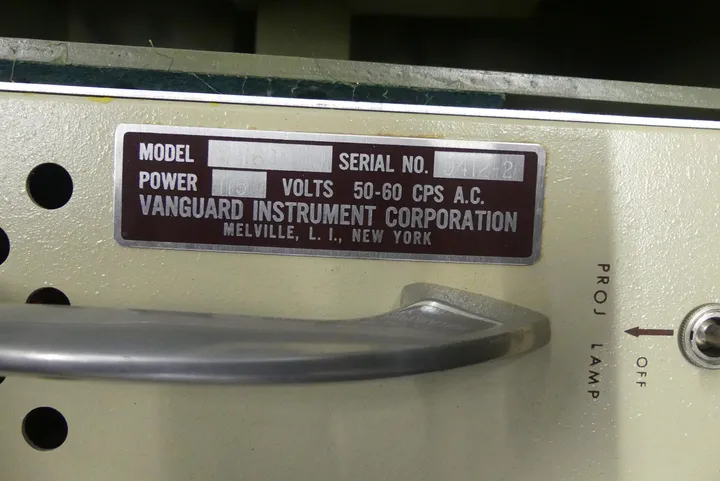 MODEL SERIAL NO.
POWER VOLTS 50-60 CPS A.C.
VANGUARD INSTRUMENT CORPORATION
MELVILLE, L. I., NEW YORK
PROJ LAMP
OFF